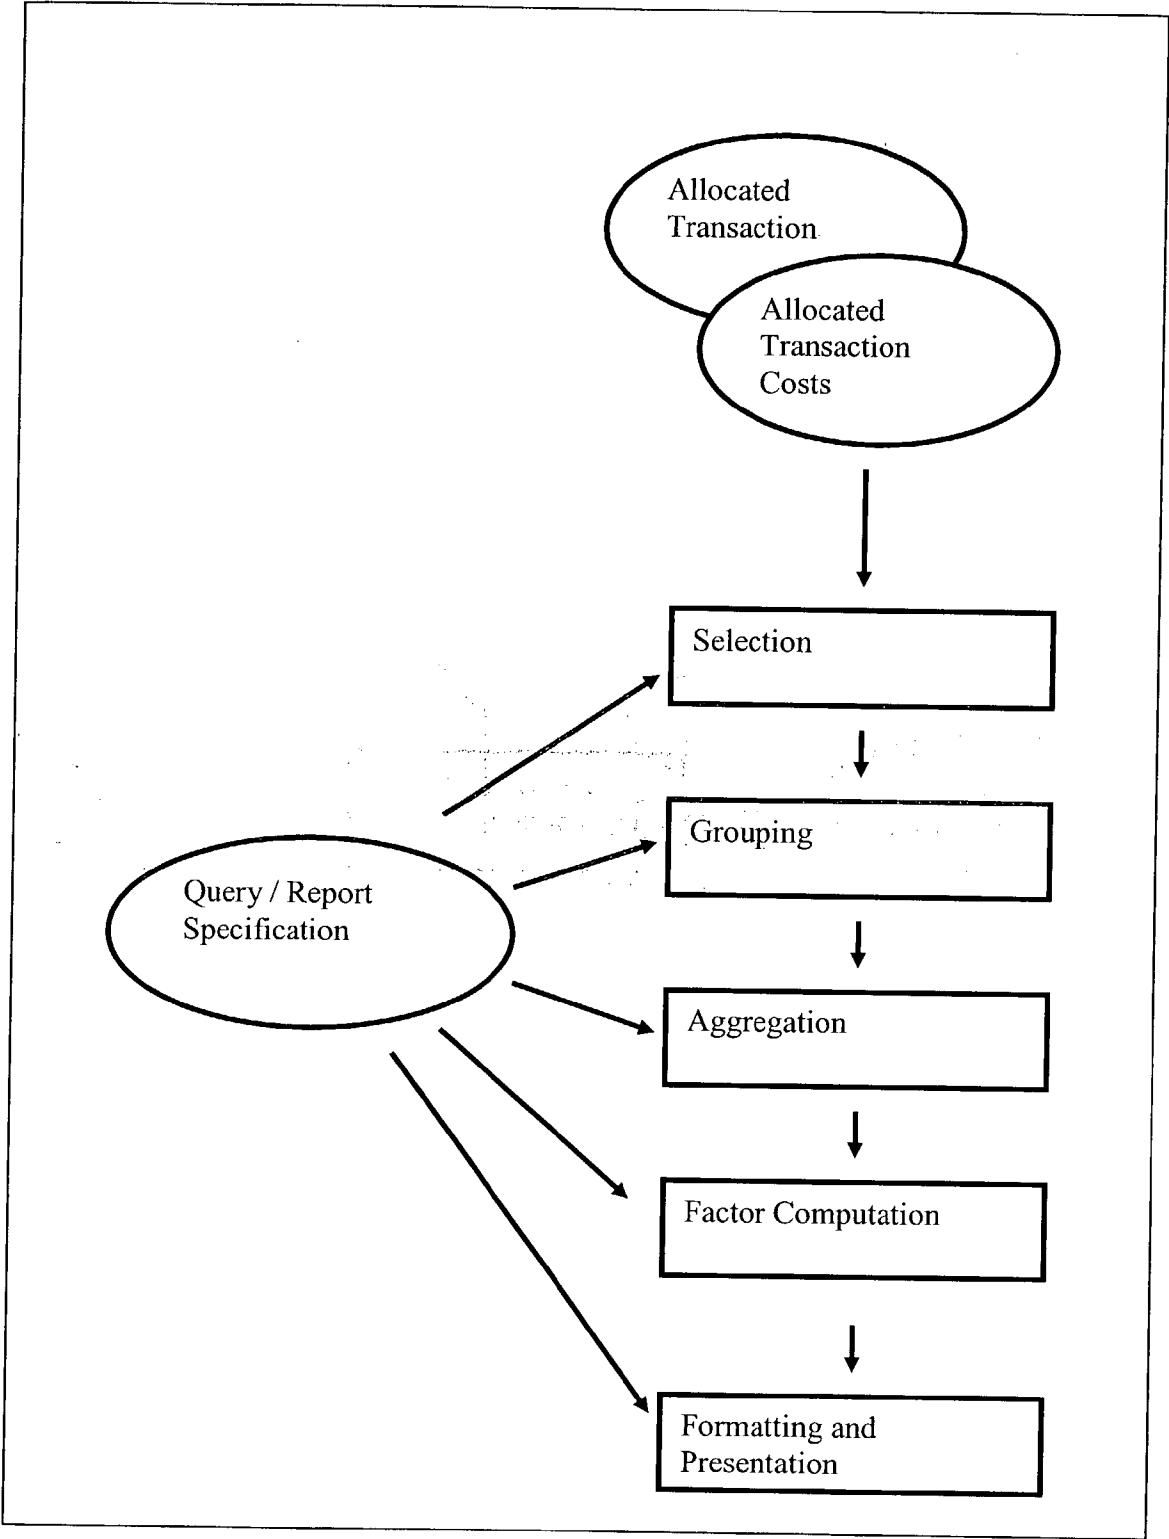 Allocated
Transaction
Allocated
Transaction
Costs
Selection
Grouping
Query / Report
Specification
Aggregation
Factor Computation
Formatting and
Presentation